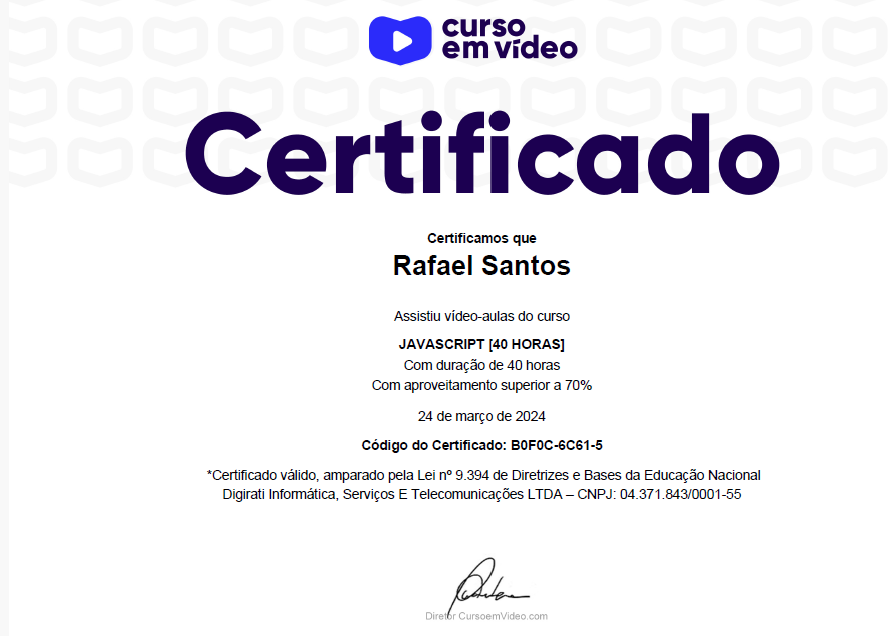 curso
em vídeo
Certificado
Certificamos que
Rafael Santos
Assistiu vídeo-aulas do curso
JAVASCRIPT [40 HORAS]
Com duração de 40 horas
Com aproveitamento superior a 70%
24 de março de 2024
Código do Certificado: B0F0C-6C61-5
*Certificado válido, amparado pela Lei nº 9.394 de Diretrizes e Bases da Educação Nacional
Digirati Informática, Serviços E Telecomunicações LTDA – CNPJ: 04.371.843/0001-55
Diretor CursoemVideo.com